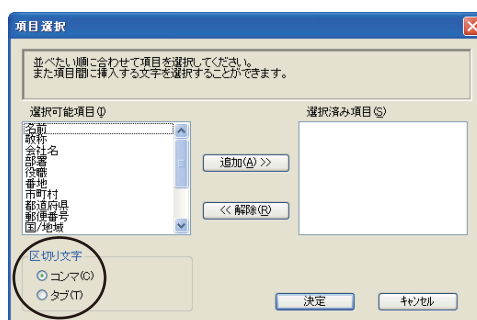 項目選択
並べたい順に合わせて項目を選択してください。
また項目間に挿入する文字を選択することができます。
選択可能項目(I)
選択済み項目(S)
名前
敬称
会社名
部署
役職
番地
市町村
都道府県
郵便番号
国/地域
追加(A) >>
<< 解除(R)
区切り文字
コンマ(C)
タブ(T)
決定
キャンセル